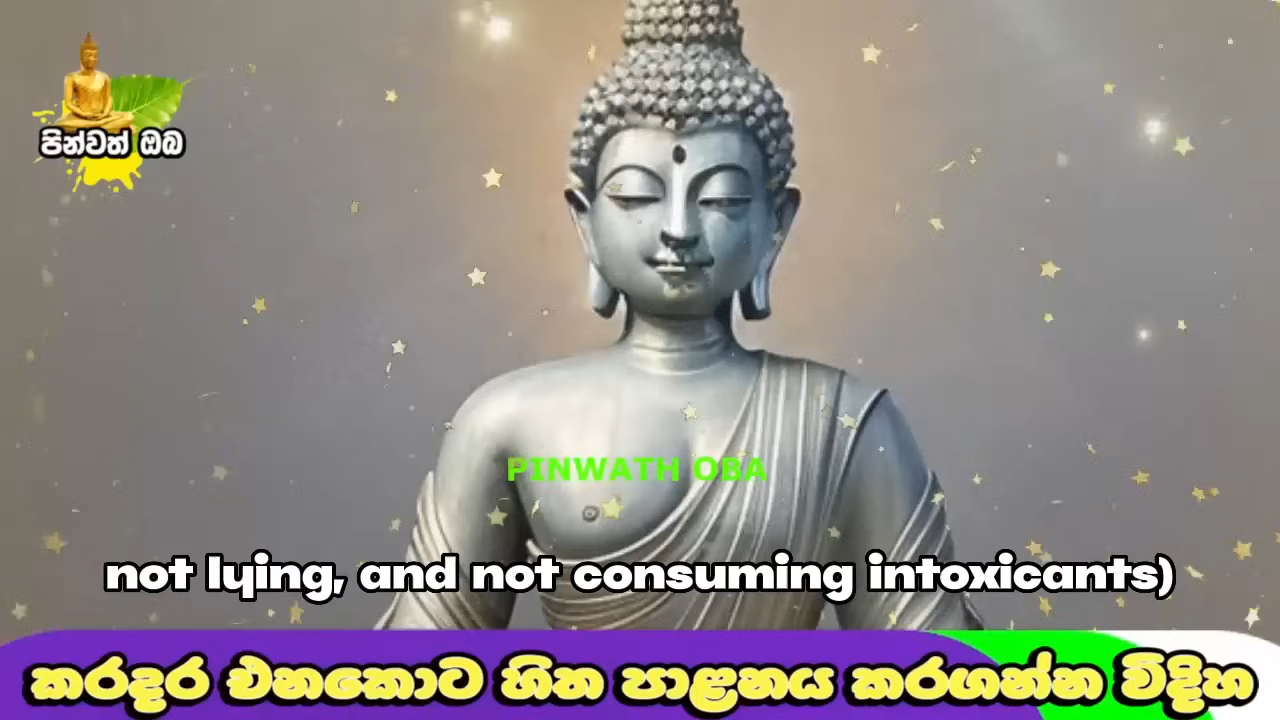 පින්වත් ඔබ
PINWATH OBA
not lying, and not consuming intoxicants)
කරදර එනකොට හිත පාළනය කරගන්න විදිහ